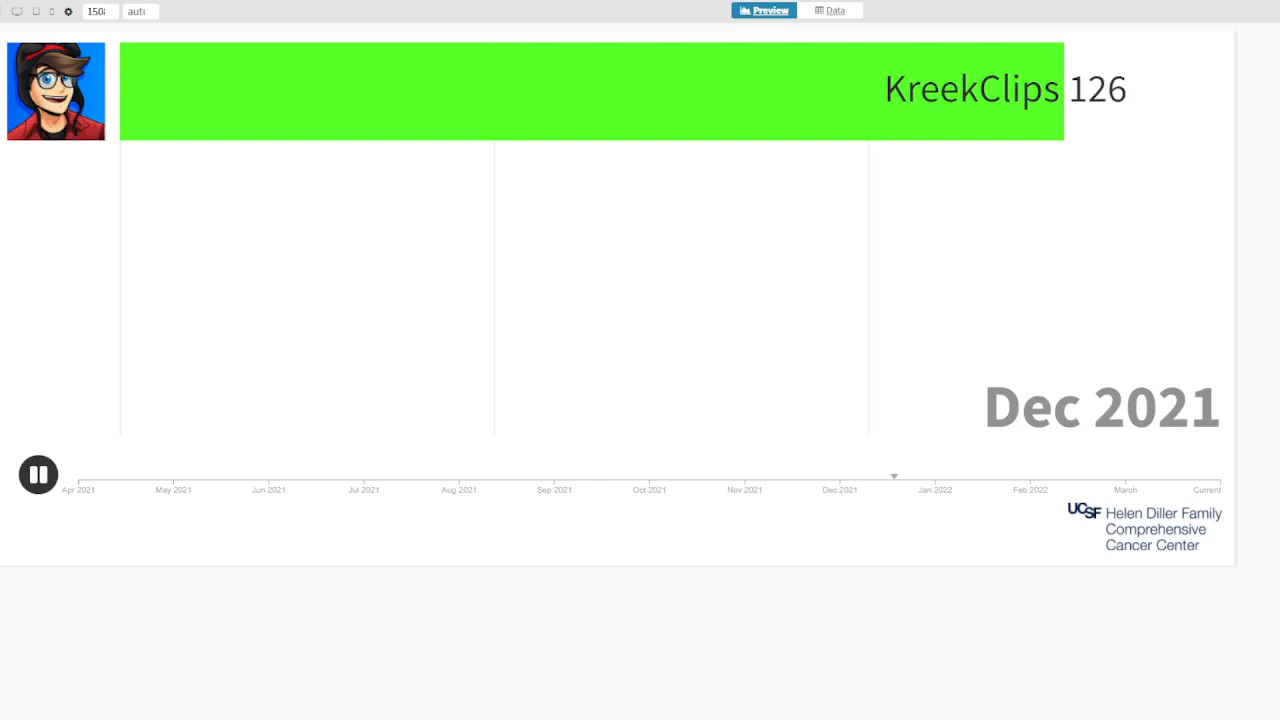 150
auto
Preview
Data
KreekClips 126
Dec 2021
Apr 2021
May 2021
Jun 2021
Jul 2021
Aug 2021
Sep 2021
Oct 2021
Nov 2021
Dec 2021
Jan 2022
Feb 2022
March
Current
UCSF Helen Diller Family
Comprehensive
Cancer Center